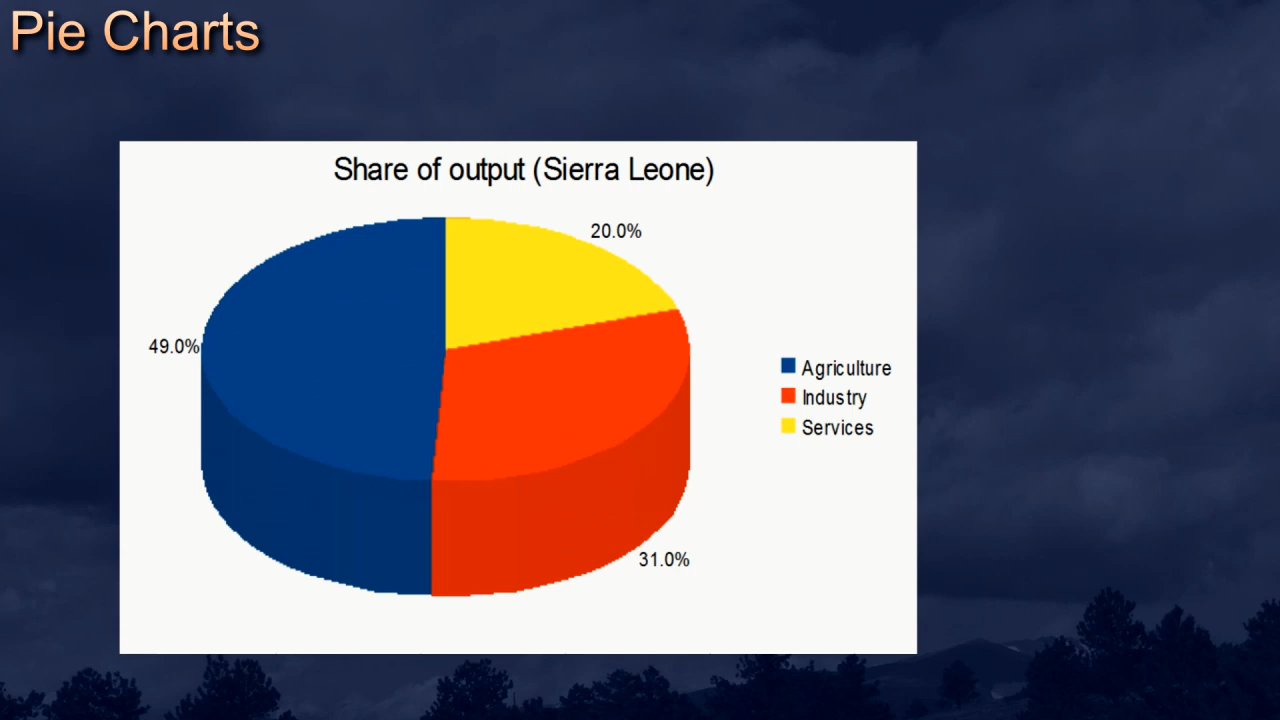 Pie Charts
Share of output (Sierra Leone)
20.0%
49.0%
Agriculture
Industry
Services
31.0%